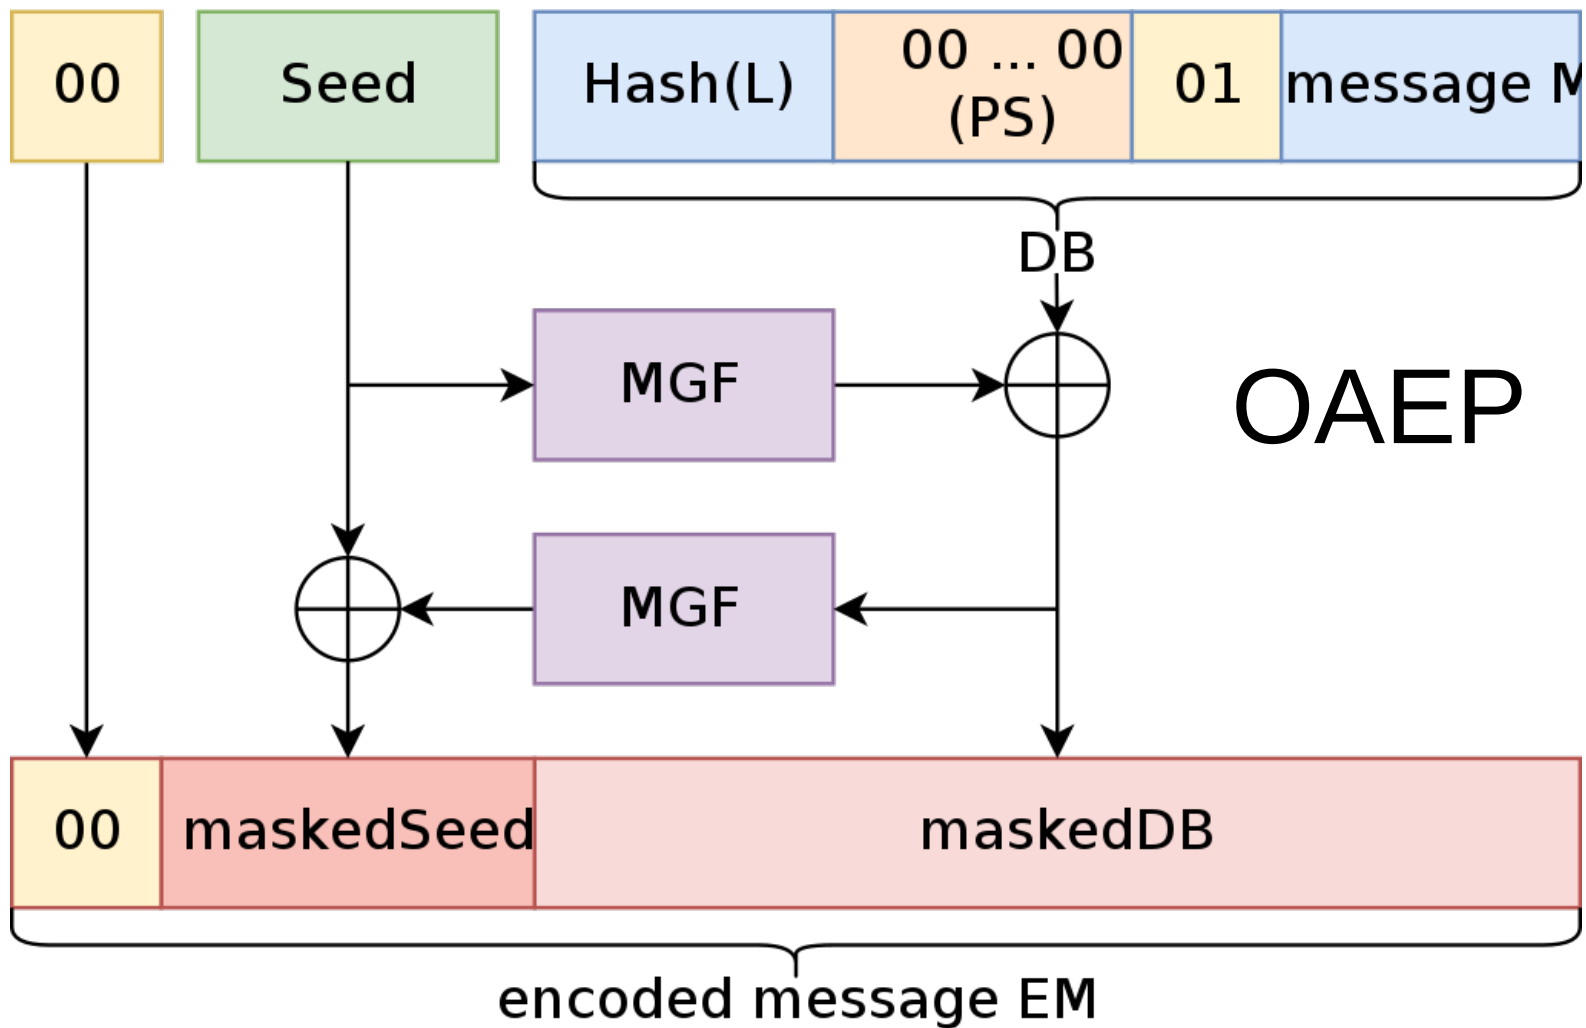 00
Seed
Hash(L)
00 ... 00
(PS)
01
message M
DB
MGF
OAEP
MGF
00
maskedSeed
maskedDB
encoded message EM